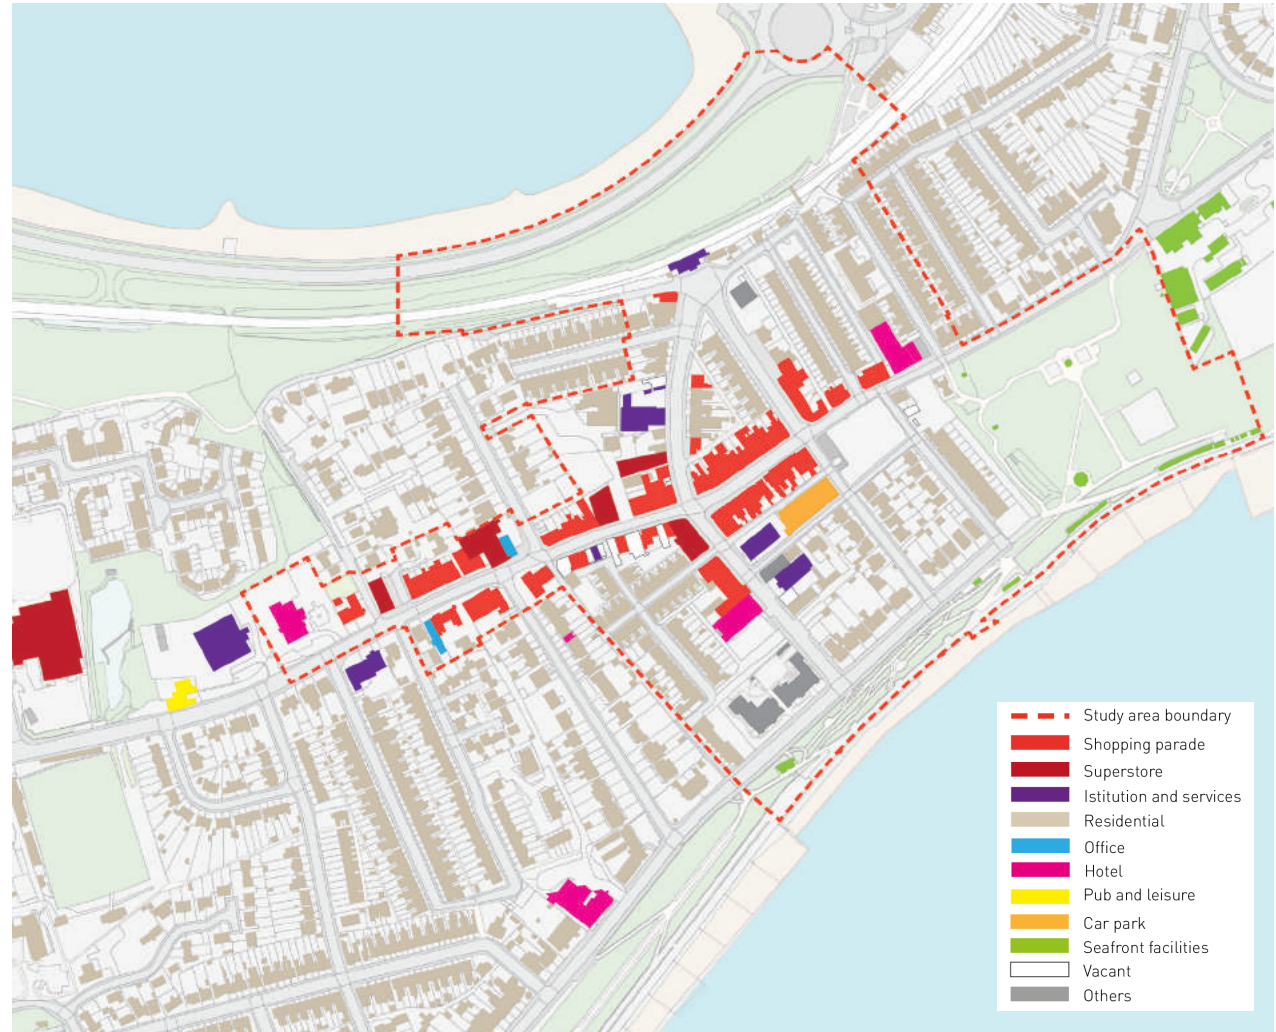 Study area boundary
Shopping parade
Superstore
Istitution and services
Residential
Office
Hotel
Pub and leisure
Car park
Seafront facilities
Vacant
Others